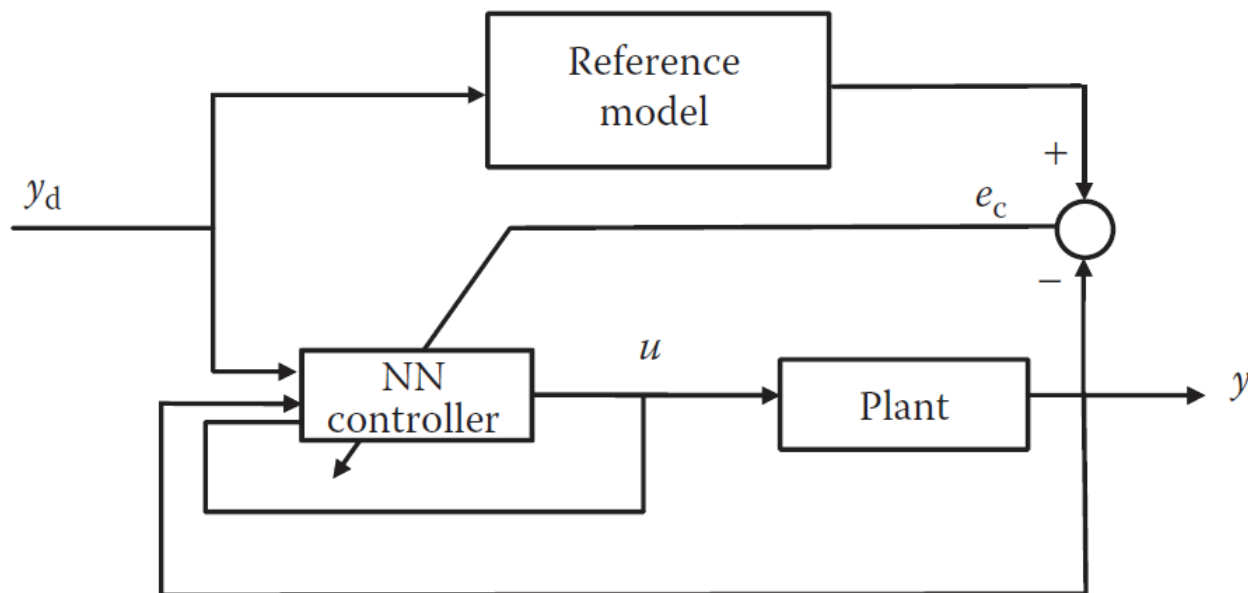 Reference
model
+
y_d
e_c
−
u
NN
controller
Plant
y